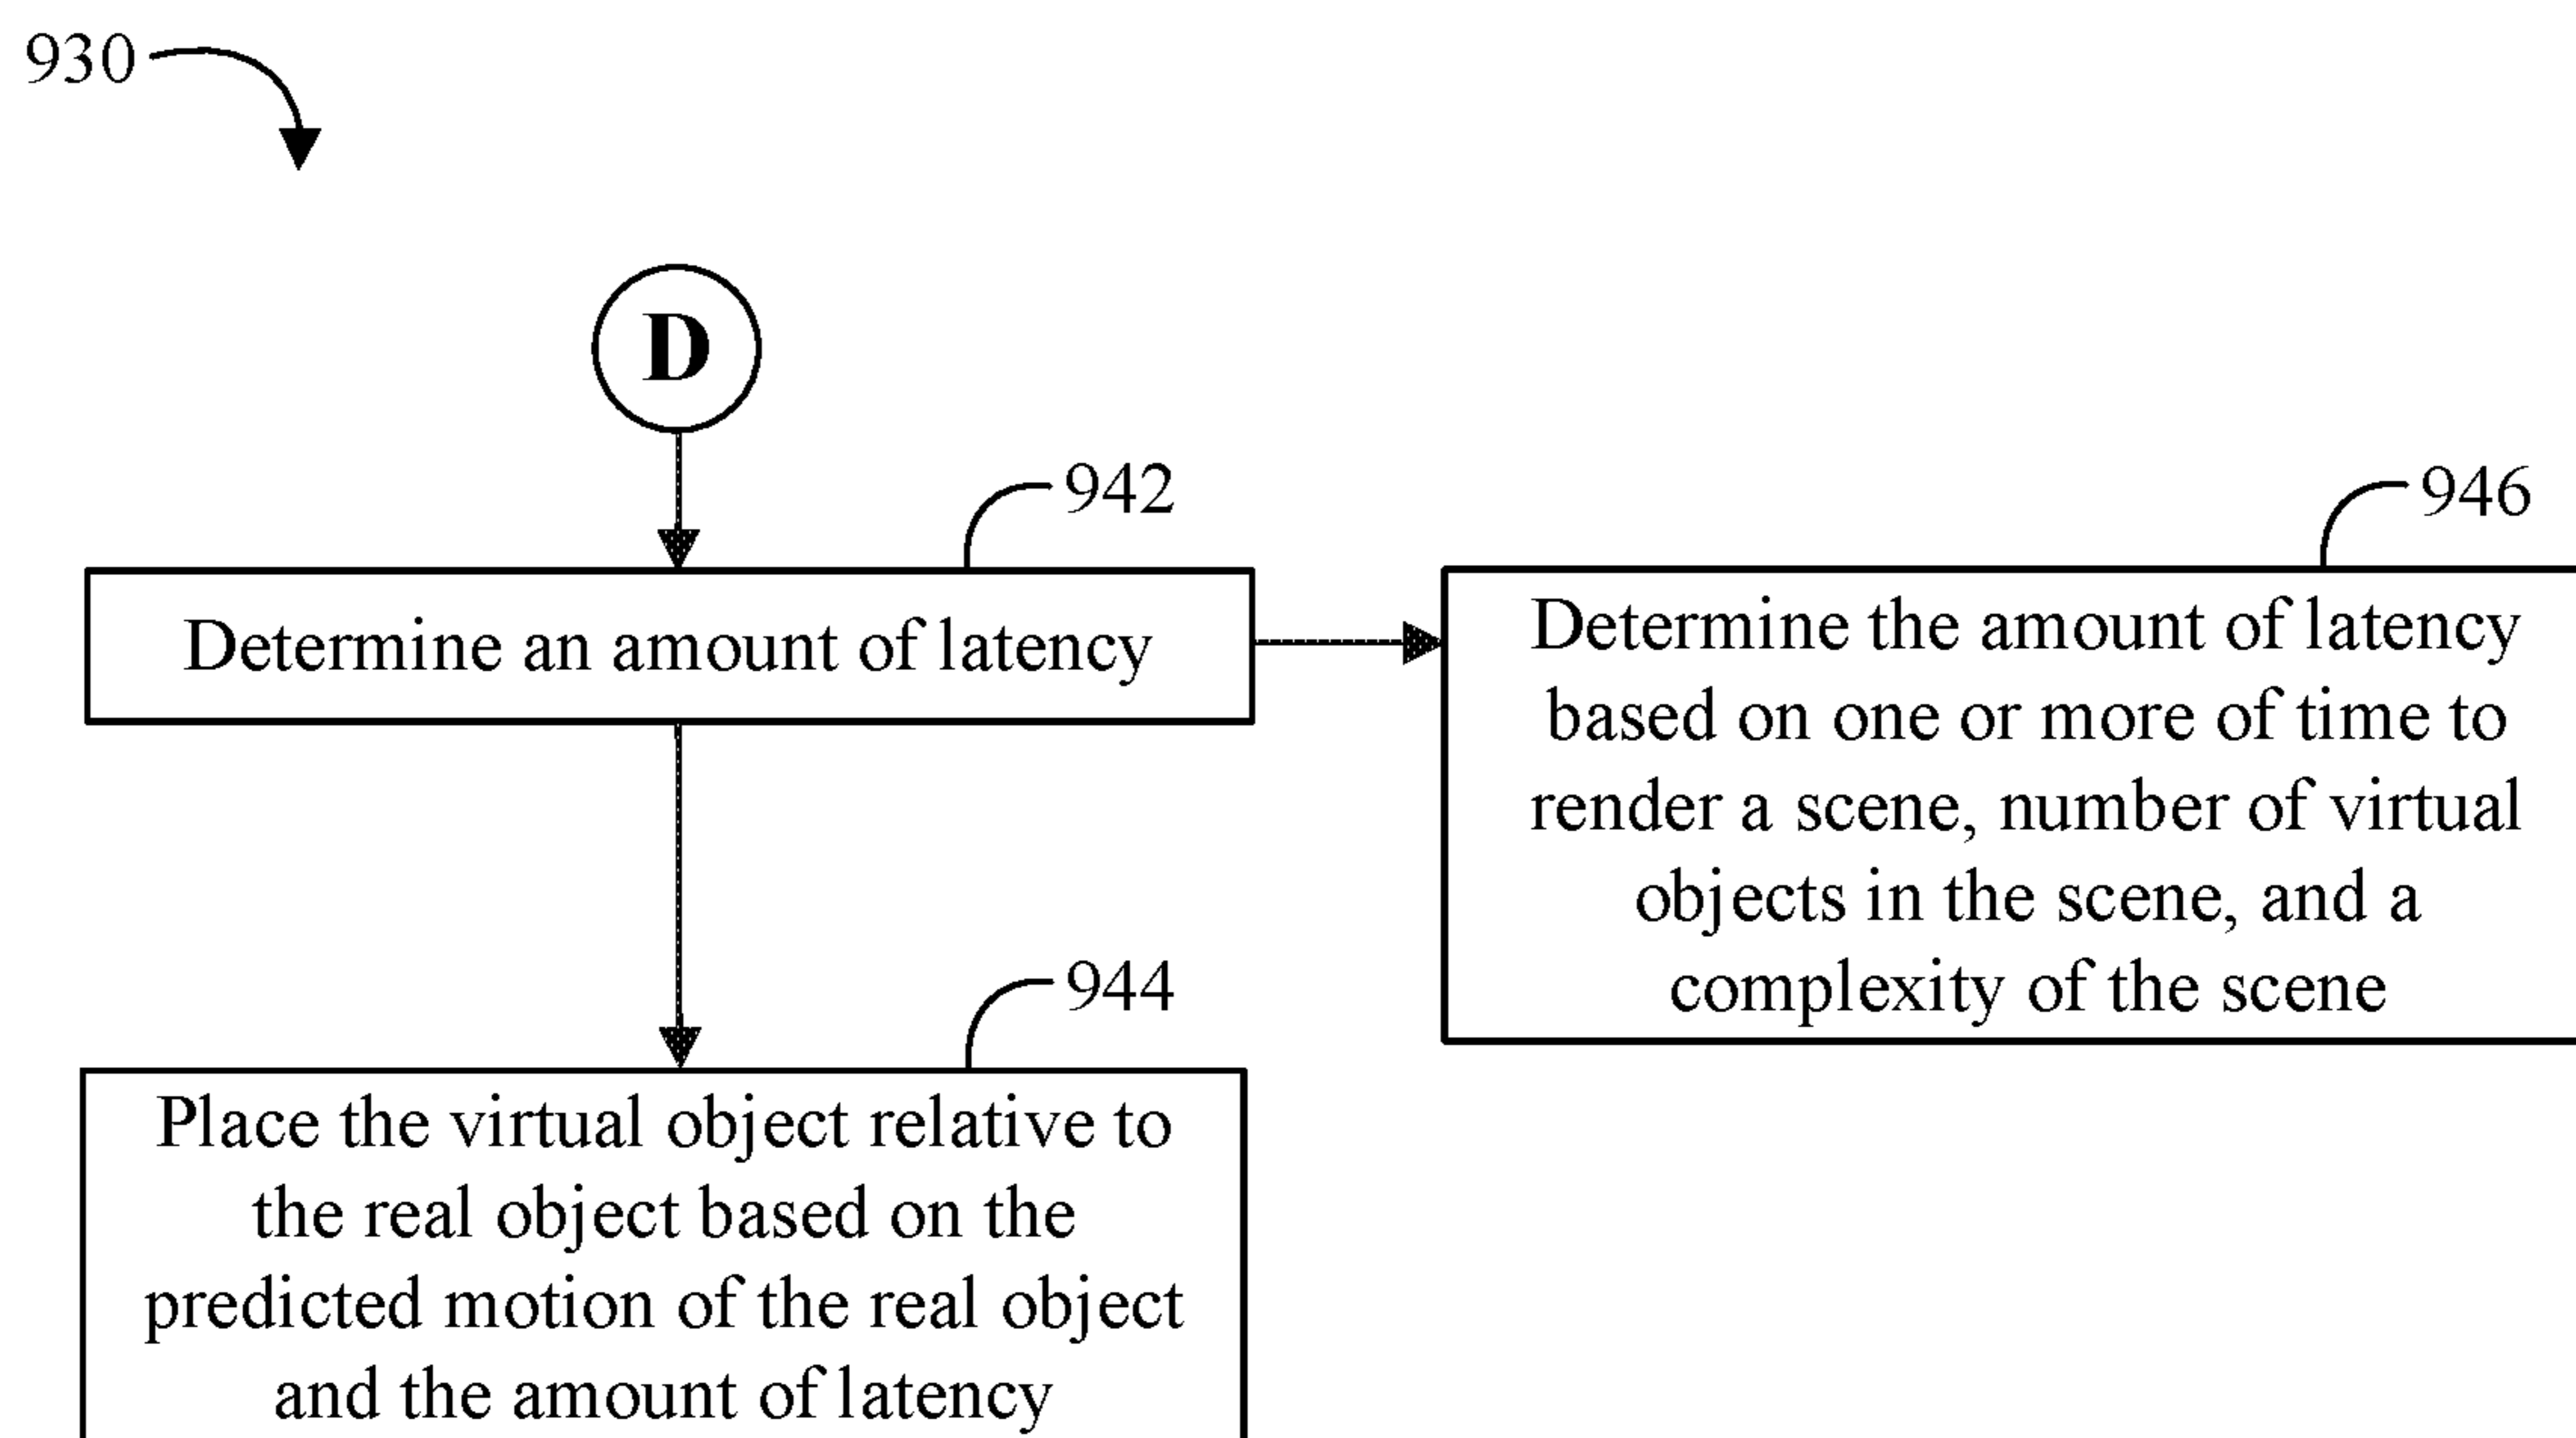 930
D
942
Determine an amount of latency
946
Determine the amount of latency
based on one or more of time to
render a scene, number of virtual
objects in the scene, and a
complexity of the scene
944
Place the virtual object relative to
the real object based on the
predicted motion of the real object
and the amount of latency